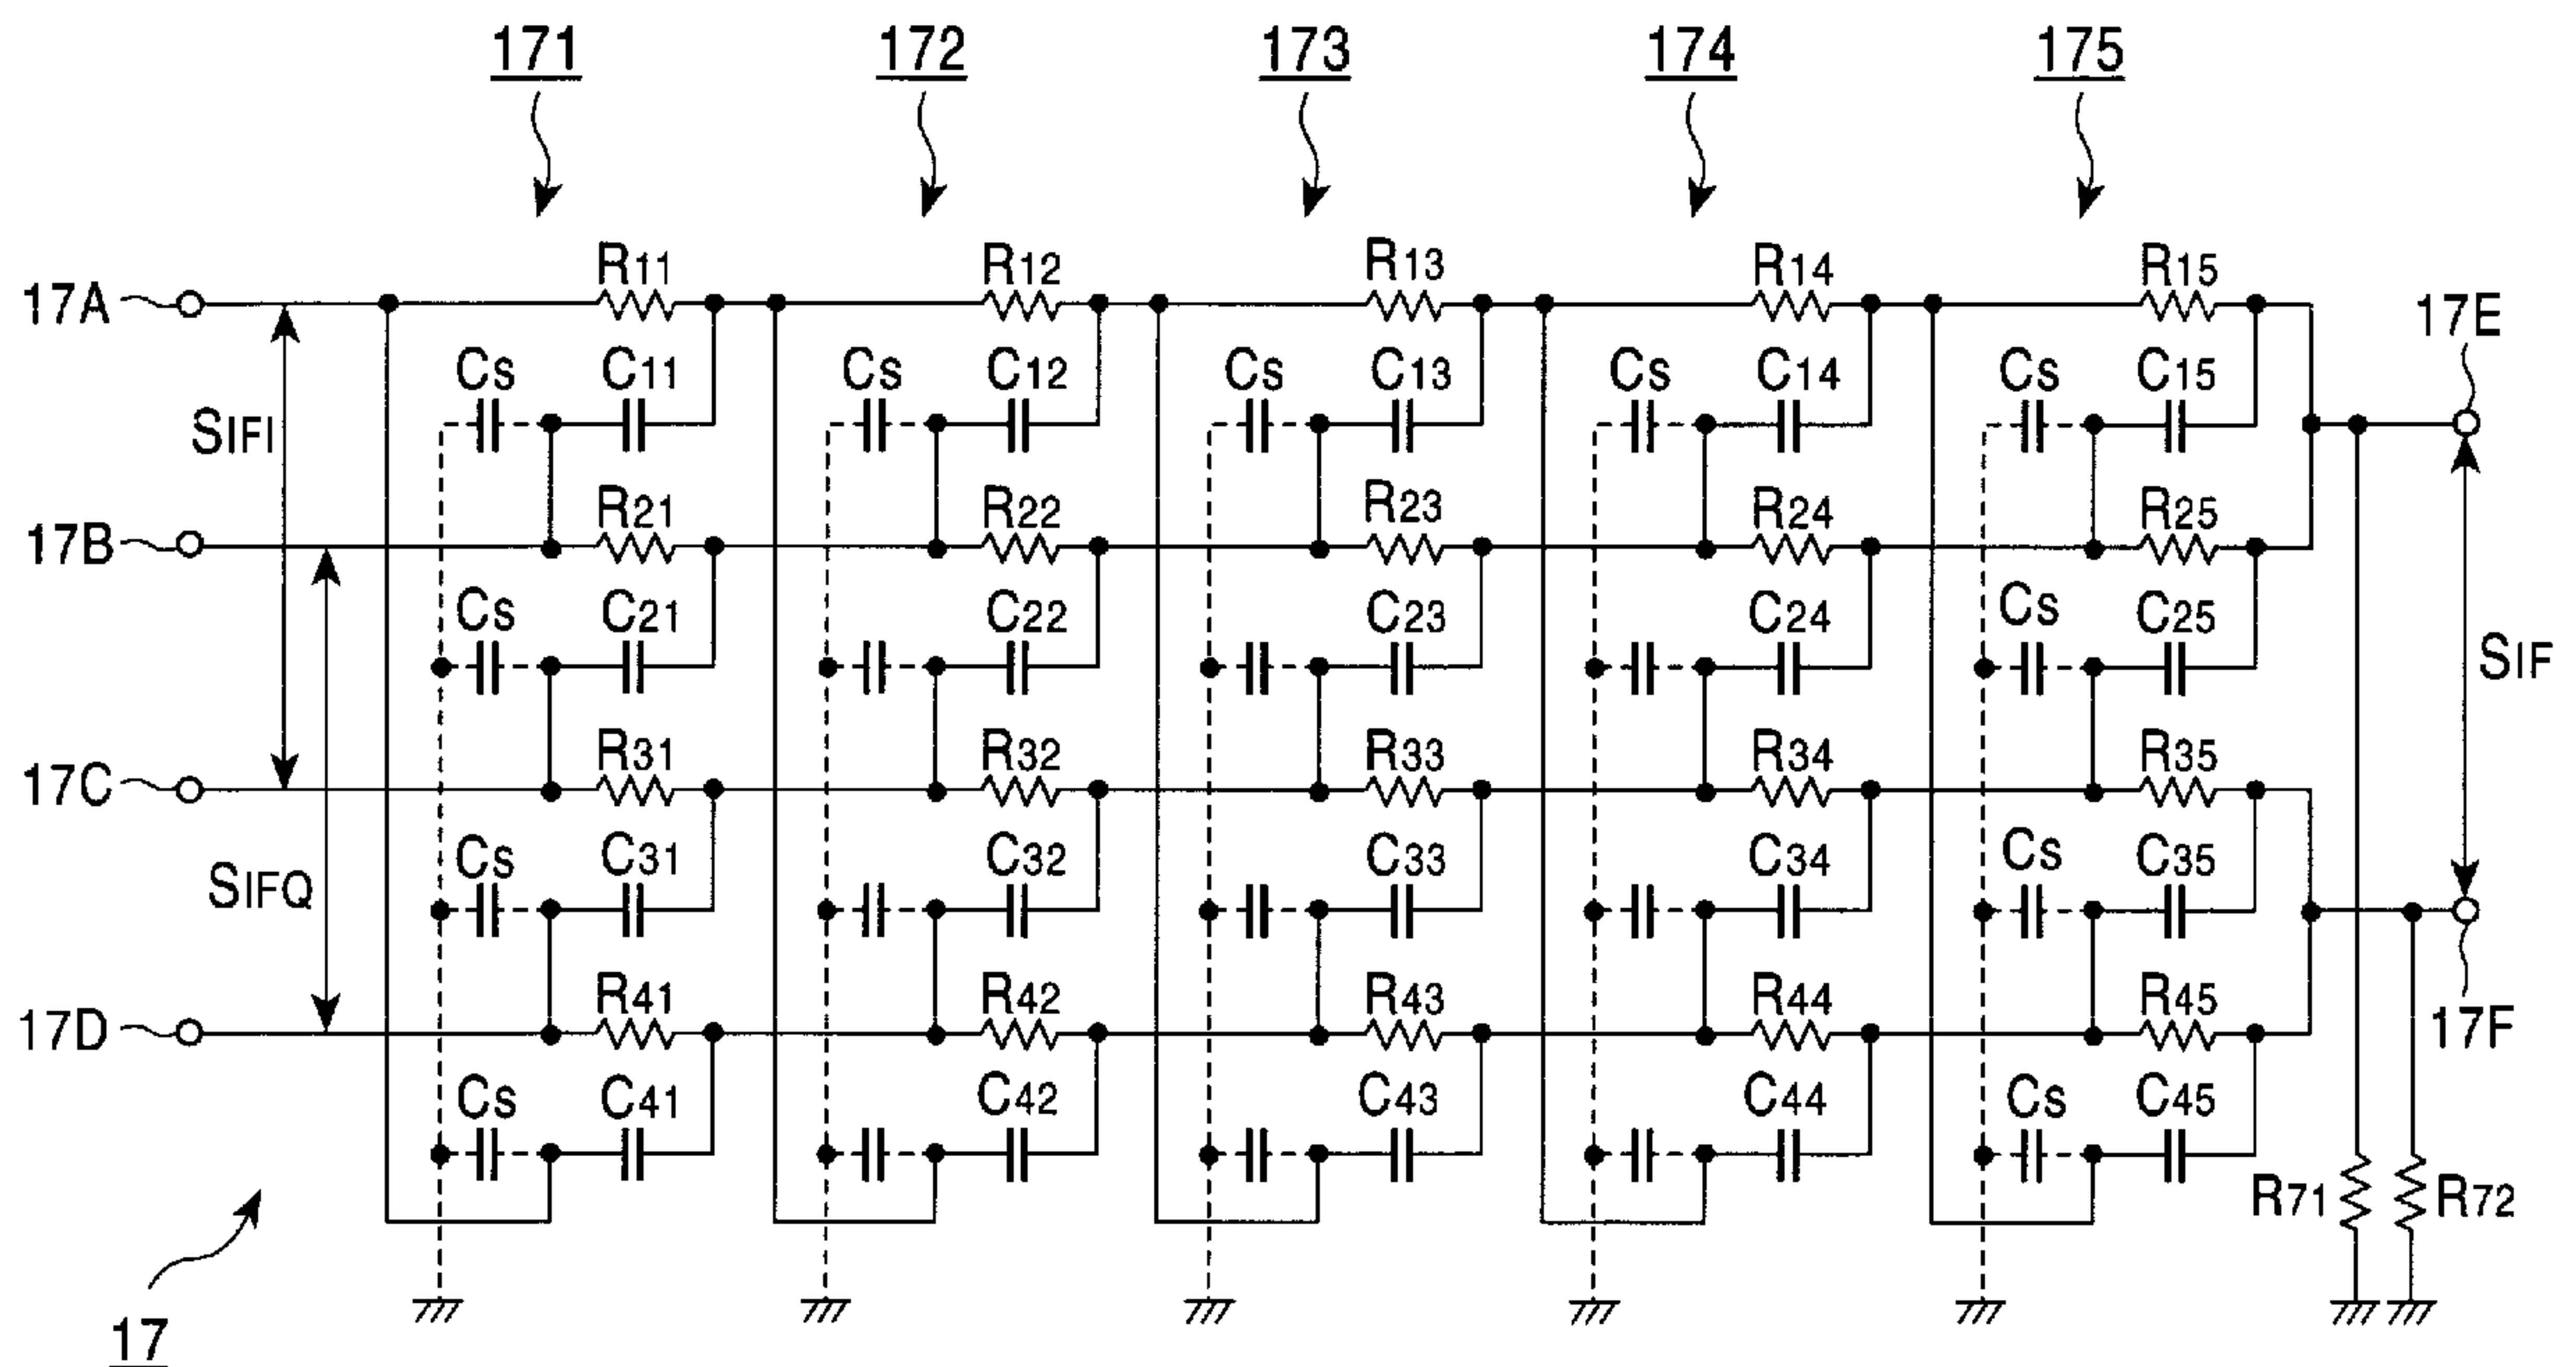 171 172 173 174 175
R11 R12 R13 R14 R15
17A 17E
Cs C11 Cs C12 Cs C13 Cs C14 Cs C15
SIFI
R21 R22 R23 R24 R25
17B
Cs C21 C22 C23 C24 Cs C25
SIF
R31 R32 R33 R34 R35
17C
Cs C31 C32 C33 C34 Cs C35
SIFQ
R41 R42 R43 R44 R45
17D 17F
Cs C41 C42 C43 C44 Cs C45
R71 R72
17